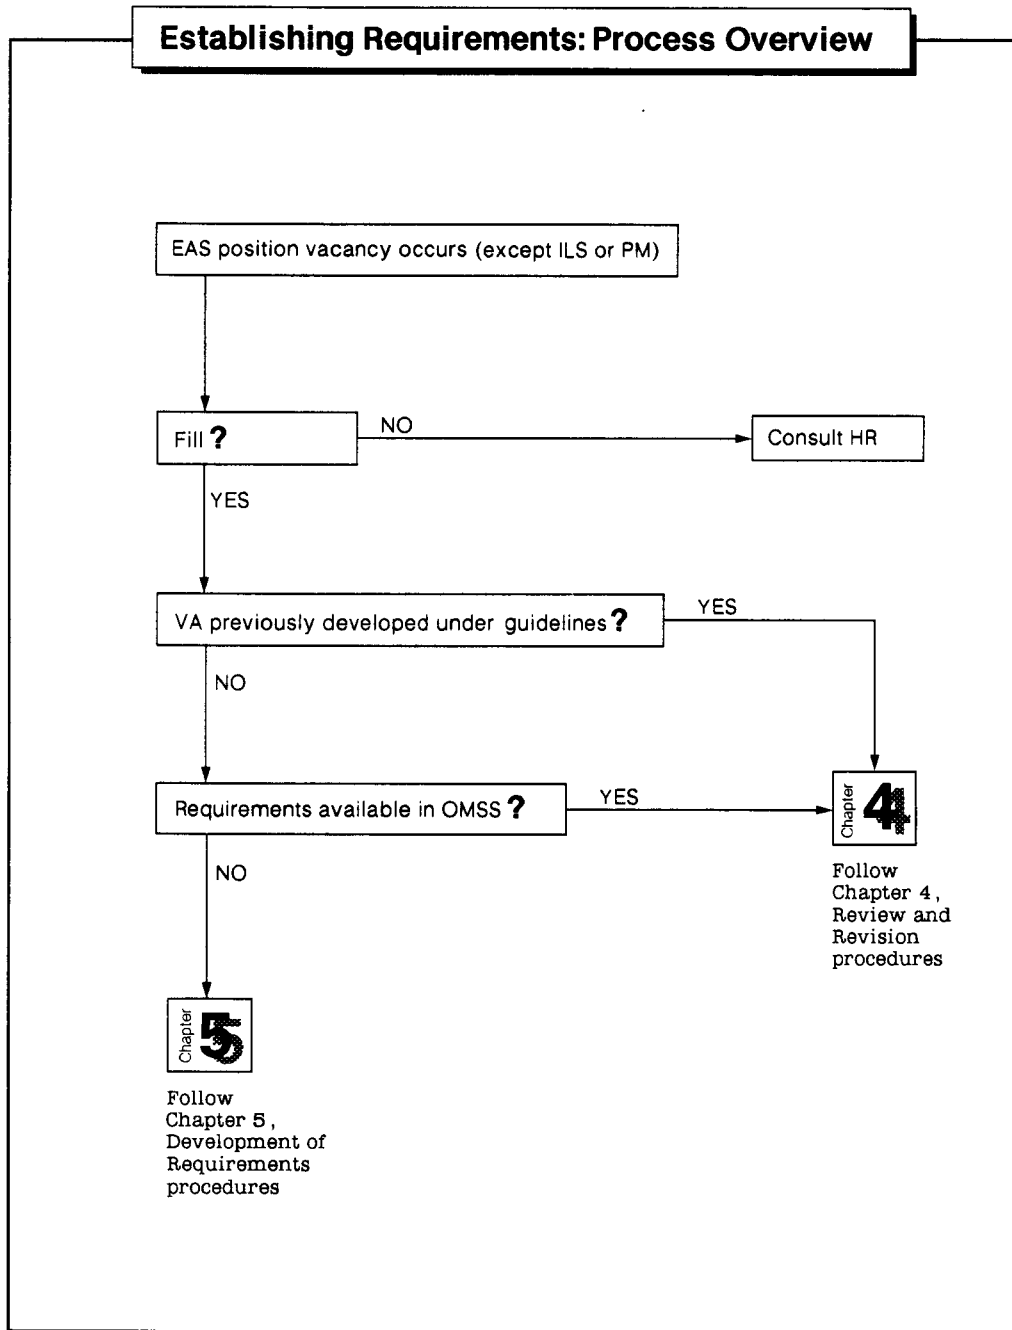 Establishing Requirements: Process Overview
EAS position vacancy occurs (except ILS or PM)
Fill ?
NO
Consult HR
YES
VA previously developed under guidelines ?
YES
NO
Requirements available in OMSS ?
YES
Chapter 4
NO
Follow
Chapter 4,
Review and
Revision
procedures
Chapter 5
Follow
Chapter 5,
Development of
Requirements
procedures